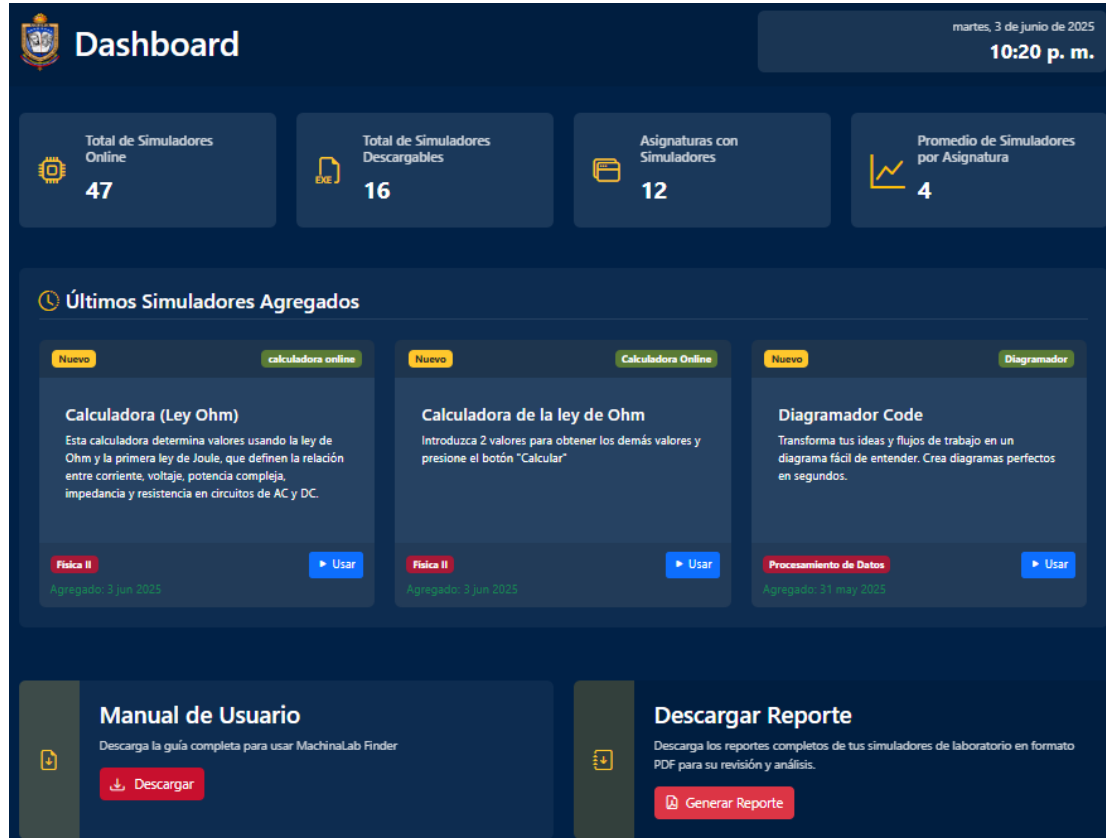 Dashboard
martes, 3 de junio de 2025
10:20 p. m.
Total de Simuladores
Online
47
EXE
Total de Simuladores
Descargables
16
Asignaturas con
Simuladores
12
Promedio de Simuladores
por Asignatura
4
Últimos Simuladores Agregados
Nuevo
calculadora online
Calculadora (Ley Ohm)
Esta calculadora determina valores usando la ley de
Ohm y la primera ley de Joule, que definen la relación
entre corriente, voltaje, potencia compleja,
impedancia y resistencia en circuitos de AC y DC.
Física II
Usar
Agregado: 3 jun 2025
Nuevo
Calculadora Online
Calculadora de la ley de Ohm
Introduzca 2 valores para obtener los demás valores y
presione el botón "Calcular"
Física II
Usar
Agregado: 3 jun 2025
Nuevo
Diagramador
Diagramador Code
Transforma tus ideas y flujos de trabajo en un
diagrama fácil de entender. Crea diagramas perfectos
en segundos.
Procesamiento de Datos
Usar
Agregado: 31 may 2025
Manual de Usuario
Descarga la guía completa para usar MachinaLab Finder
Descargar
Descargar Reporte
Descarga los reportes completos de tus simuladores de laboratorio en formato
PDF para su revisión y análisis.
Generar Reporte